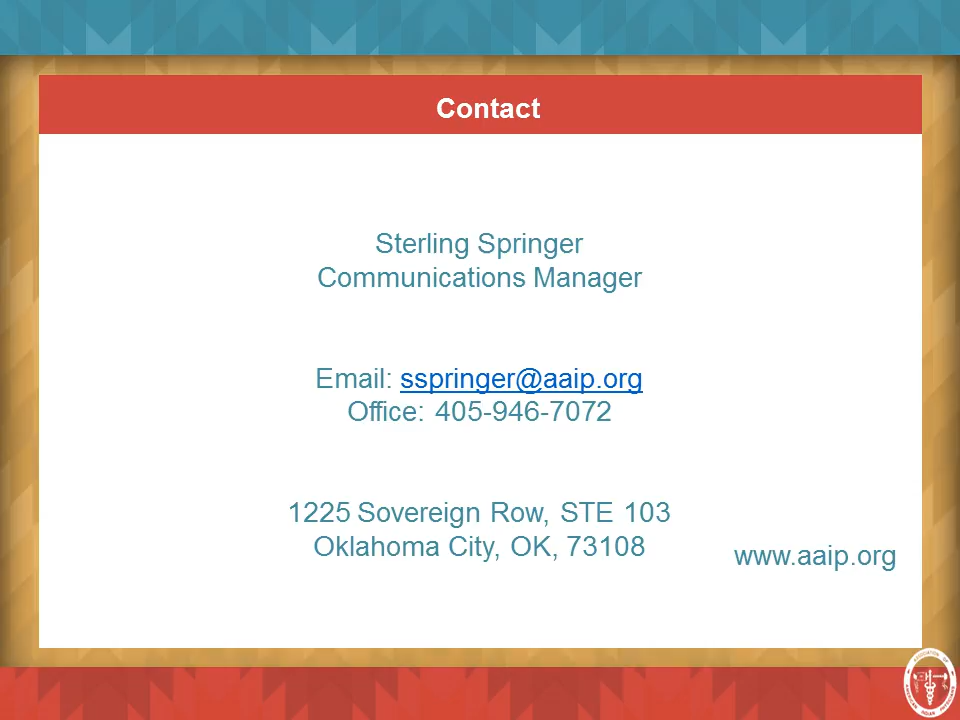 Contact
Sterling Springer
Communications Manager
Email: sspringer@aaip.org
Office: 405-946-7072
1225 Sovereign Row, STE 103
Oklahoma City, OK, 73108
www.aaip.org